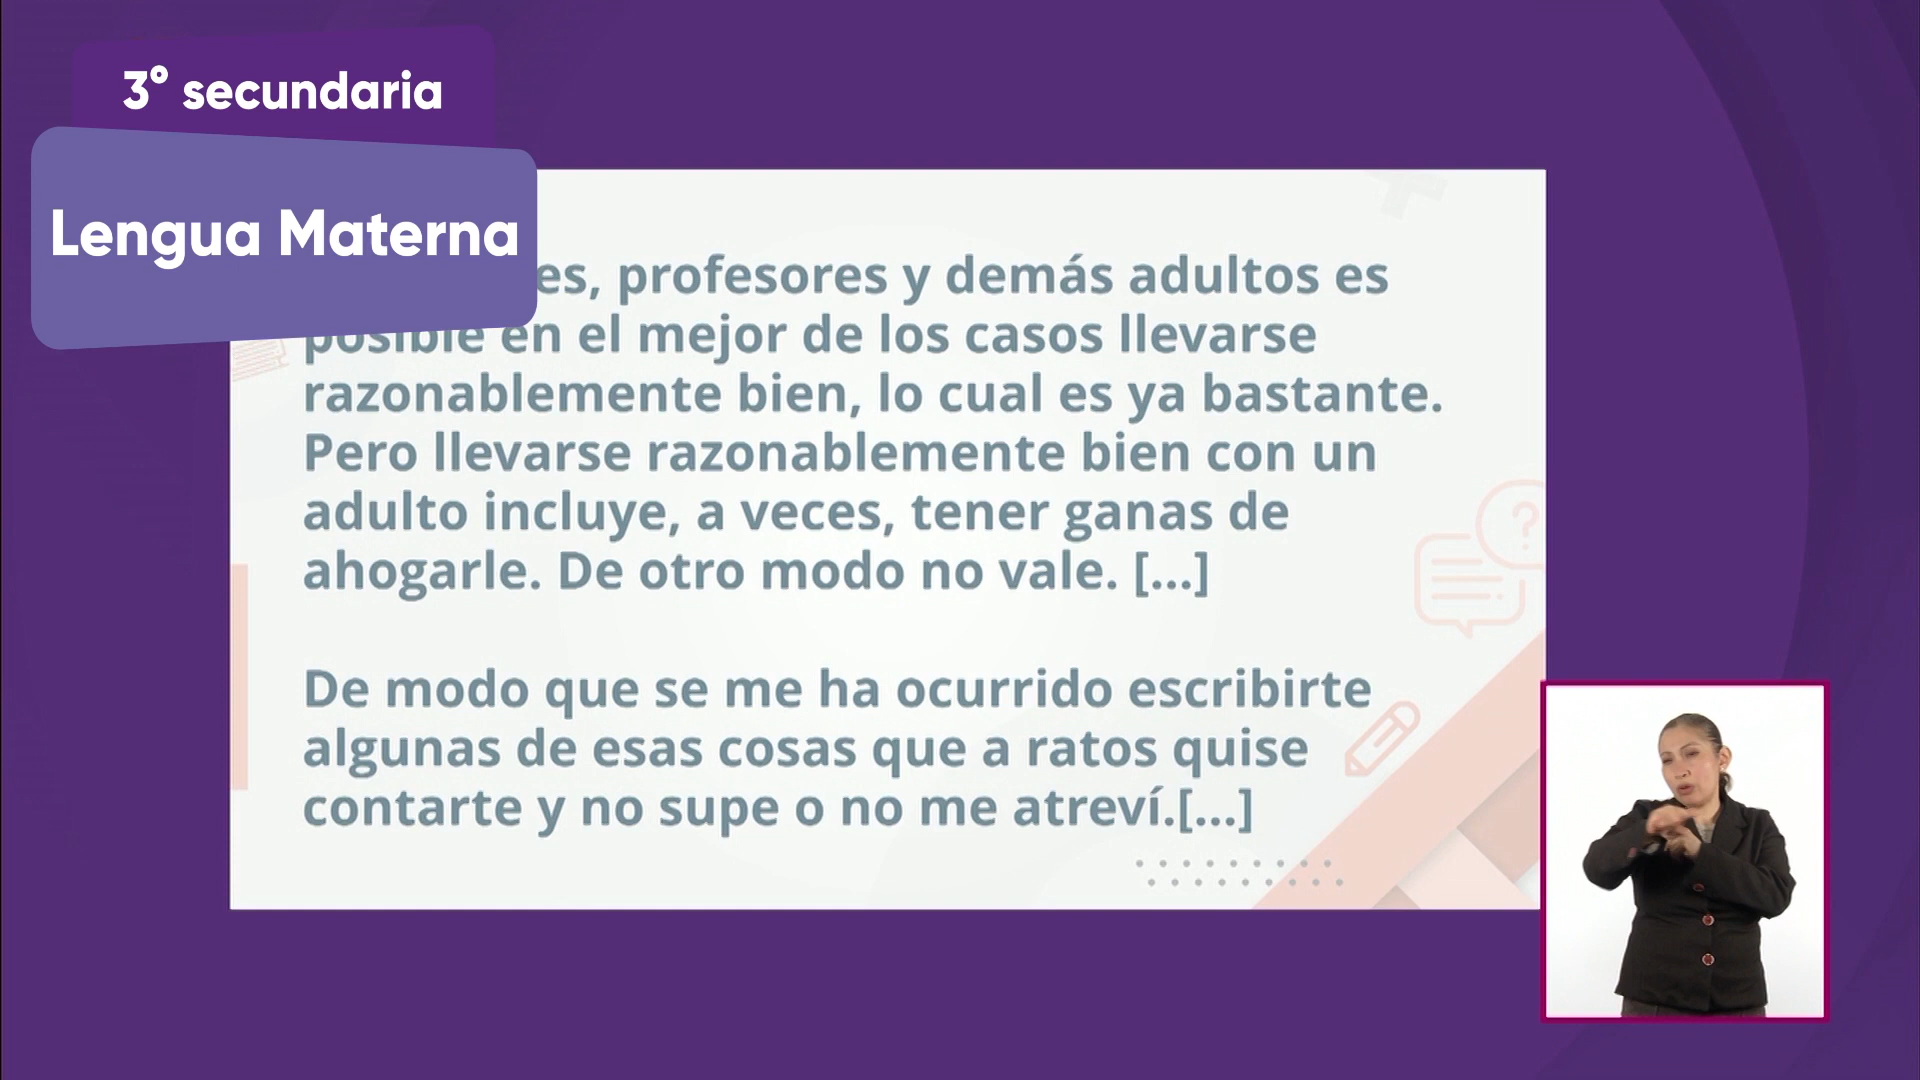 3° secundaria
Lengua Materna
es, profesores y demás adultos es
posible en el mejor de los casos llevarse
razonablemente bien, lo cual es ya bastante.
Pero llevarse razonablemente bien con un
adulto incluye, a veces, tener ganas de
ahogarle. De otro modo no vale. [...]
De modo que se me ha ocurrido escribirte
algunas de esas cosas que a ratos quise
contarte y no supe o no me atreví.[...]